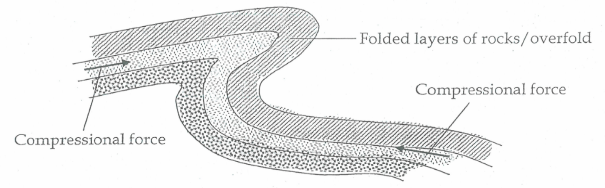 Folded layers of rocks/overfold
Compressional force
Compressional force